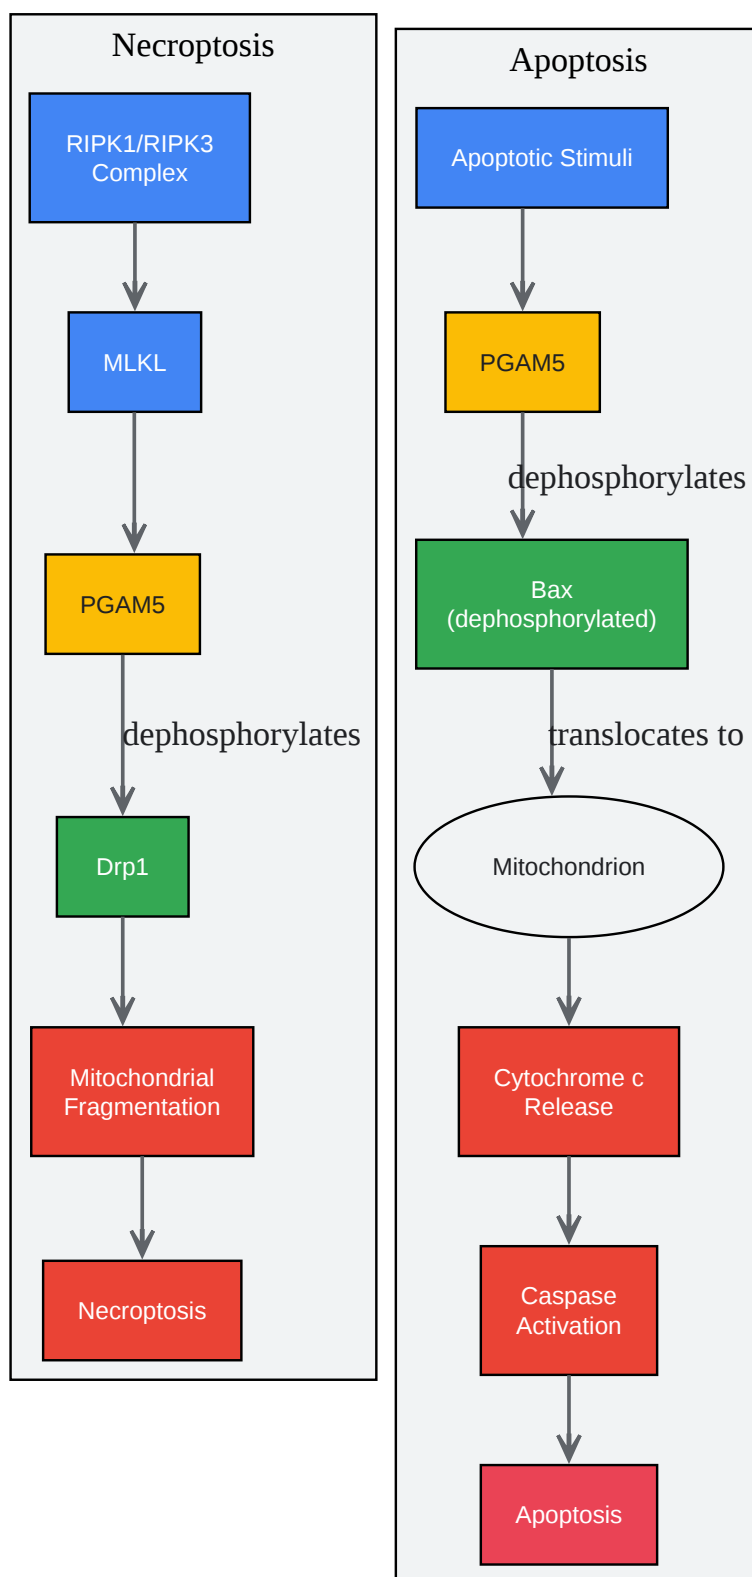 Necroptosis
RIPK1/RIPK3
Complex
MLKL
PGAM5
dephosphorylates
Drp1
Mitochondrial
Fragmentation
Necroptosis
Apoptosis
Apoptotic Stimuli
PGAM5
dephosphorylates
Bax
(dephosphorylated)
translocates to
Mitochondrion
Cytochrome c
Release
Caspase
Activation
Apoptosis